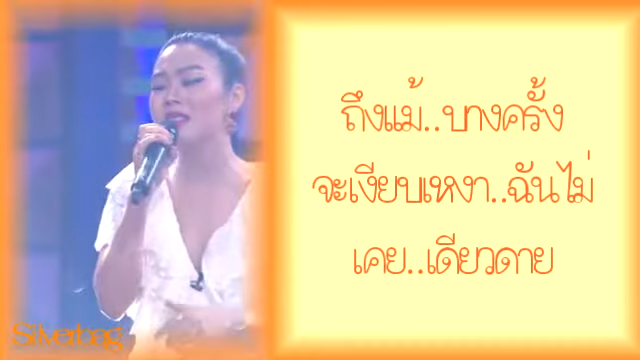 ถึงแม้..บางครั้ง
จะเงียบเหงา..ฉันไม่
เคย..เดียวดาย
Silverbag